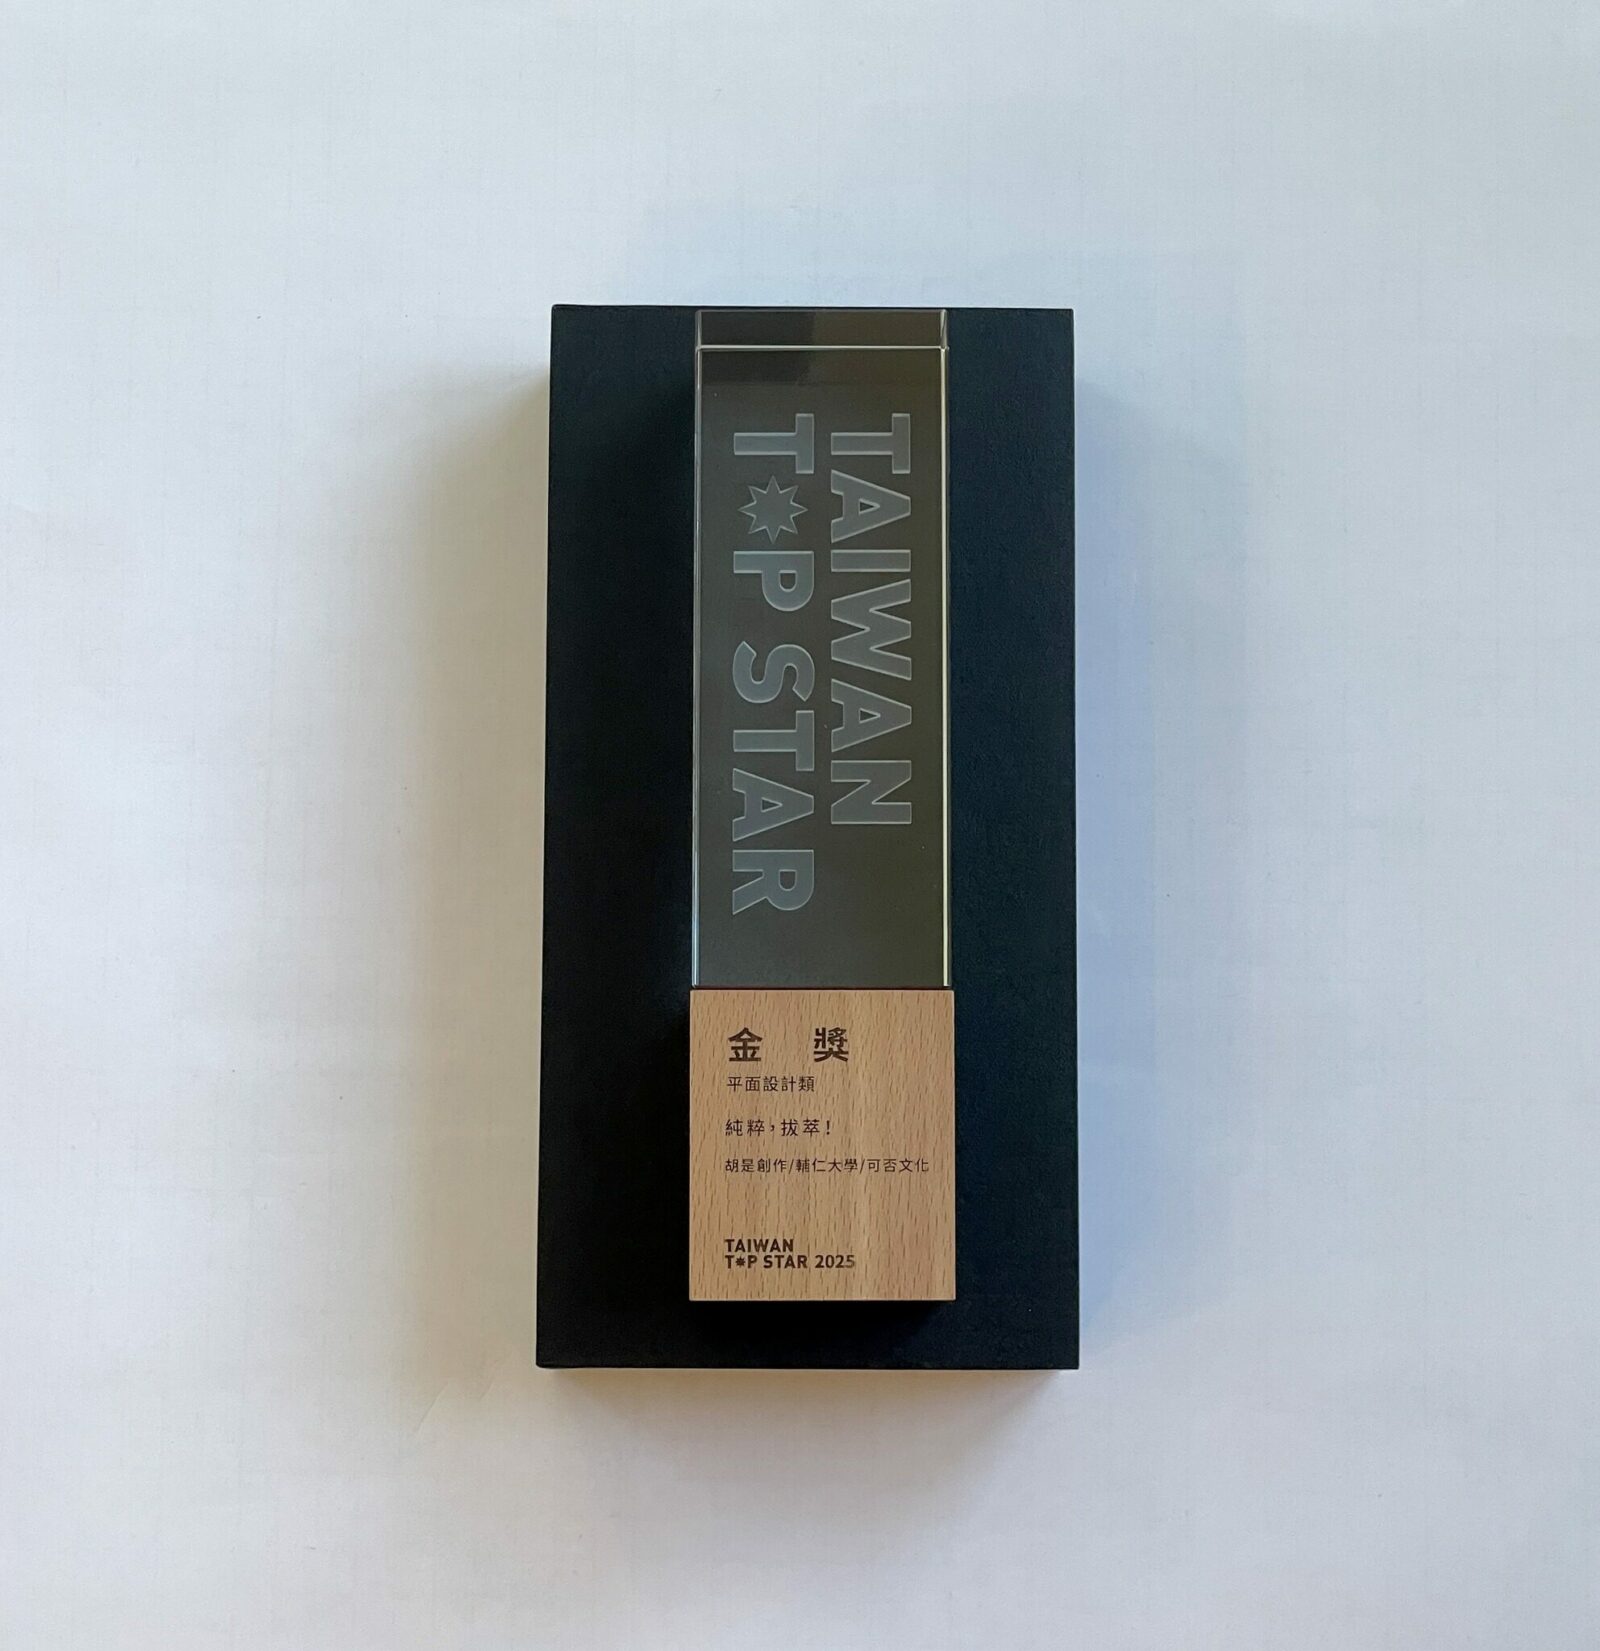 TAIWAN
T*P STAR
金 獎
平面設計類
純粹，拔萃！
胡是創作/輔仁大學/可否文化
TAIWAN
T*P STAR 2025